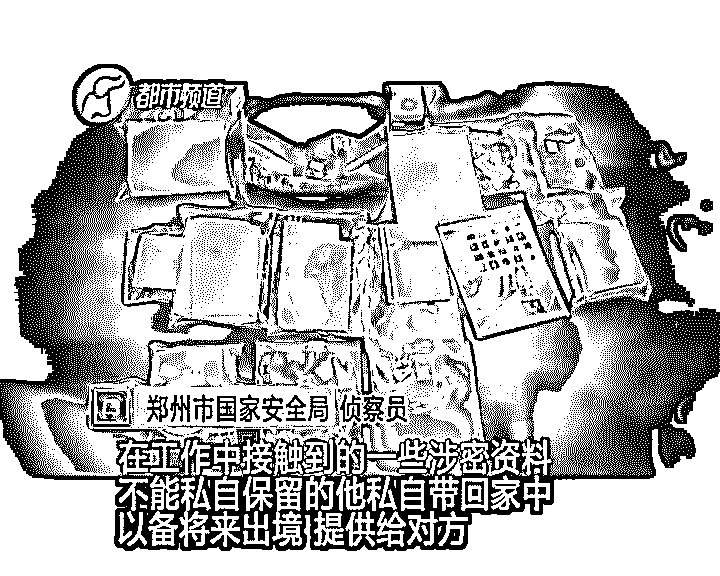 都市频道
郑州市国家安全局 侦察员
在工作中接触到的一些涉密资料
不能私自保留的他私自带回家中
以备将来出境 提供给对方